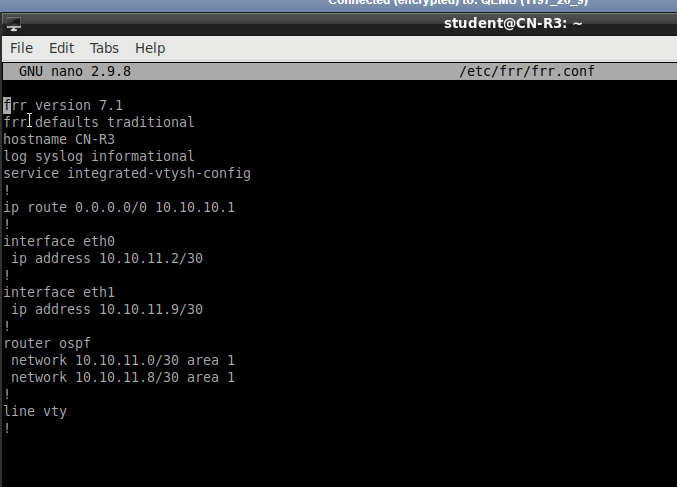 Connected (encrypted) to: QEMU (1197_20_9)
student@CN-R3: ~
File Edit Tabs Help
GNU nano 2.9.8 /etc/frr/frr.conf
frr version 7.1
frr defaults traditional
hostname CN-R3
log syslog informational
service integrated-vtysh-config
!
ip route 0.0.0.0/0 10.10.10.1
!
interface eth0
ip address 10.10.11.2/30
!
interface eth1
ip address 10.10.11.9/30
!
router ospf
network 10.10.11.0/30 area 1
network 10.10.11.8/30 area 1
!
line vty
!